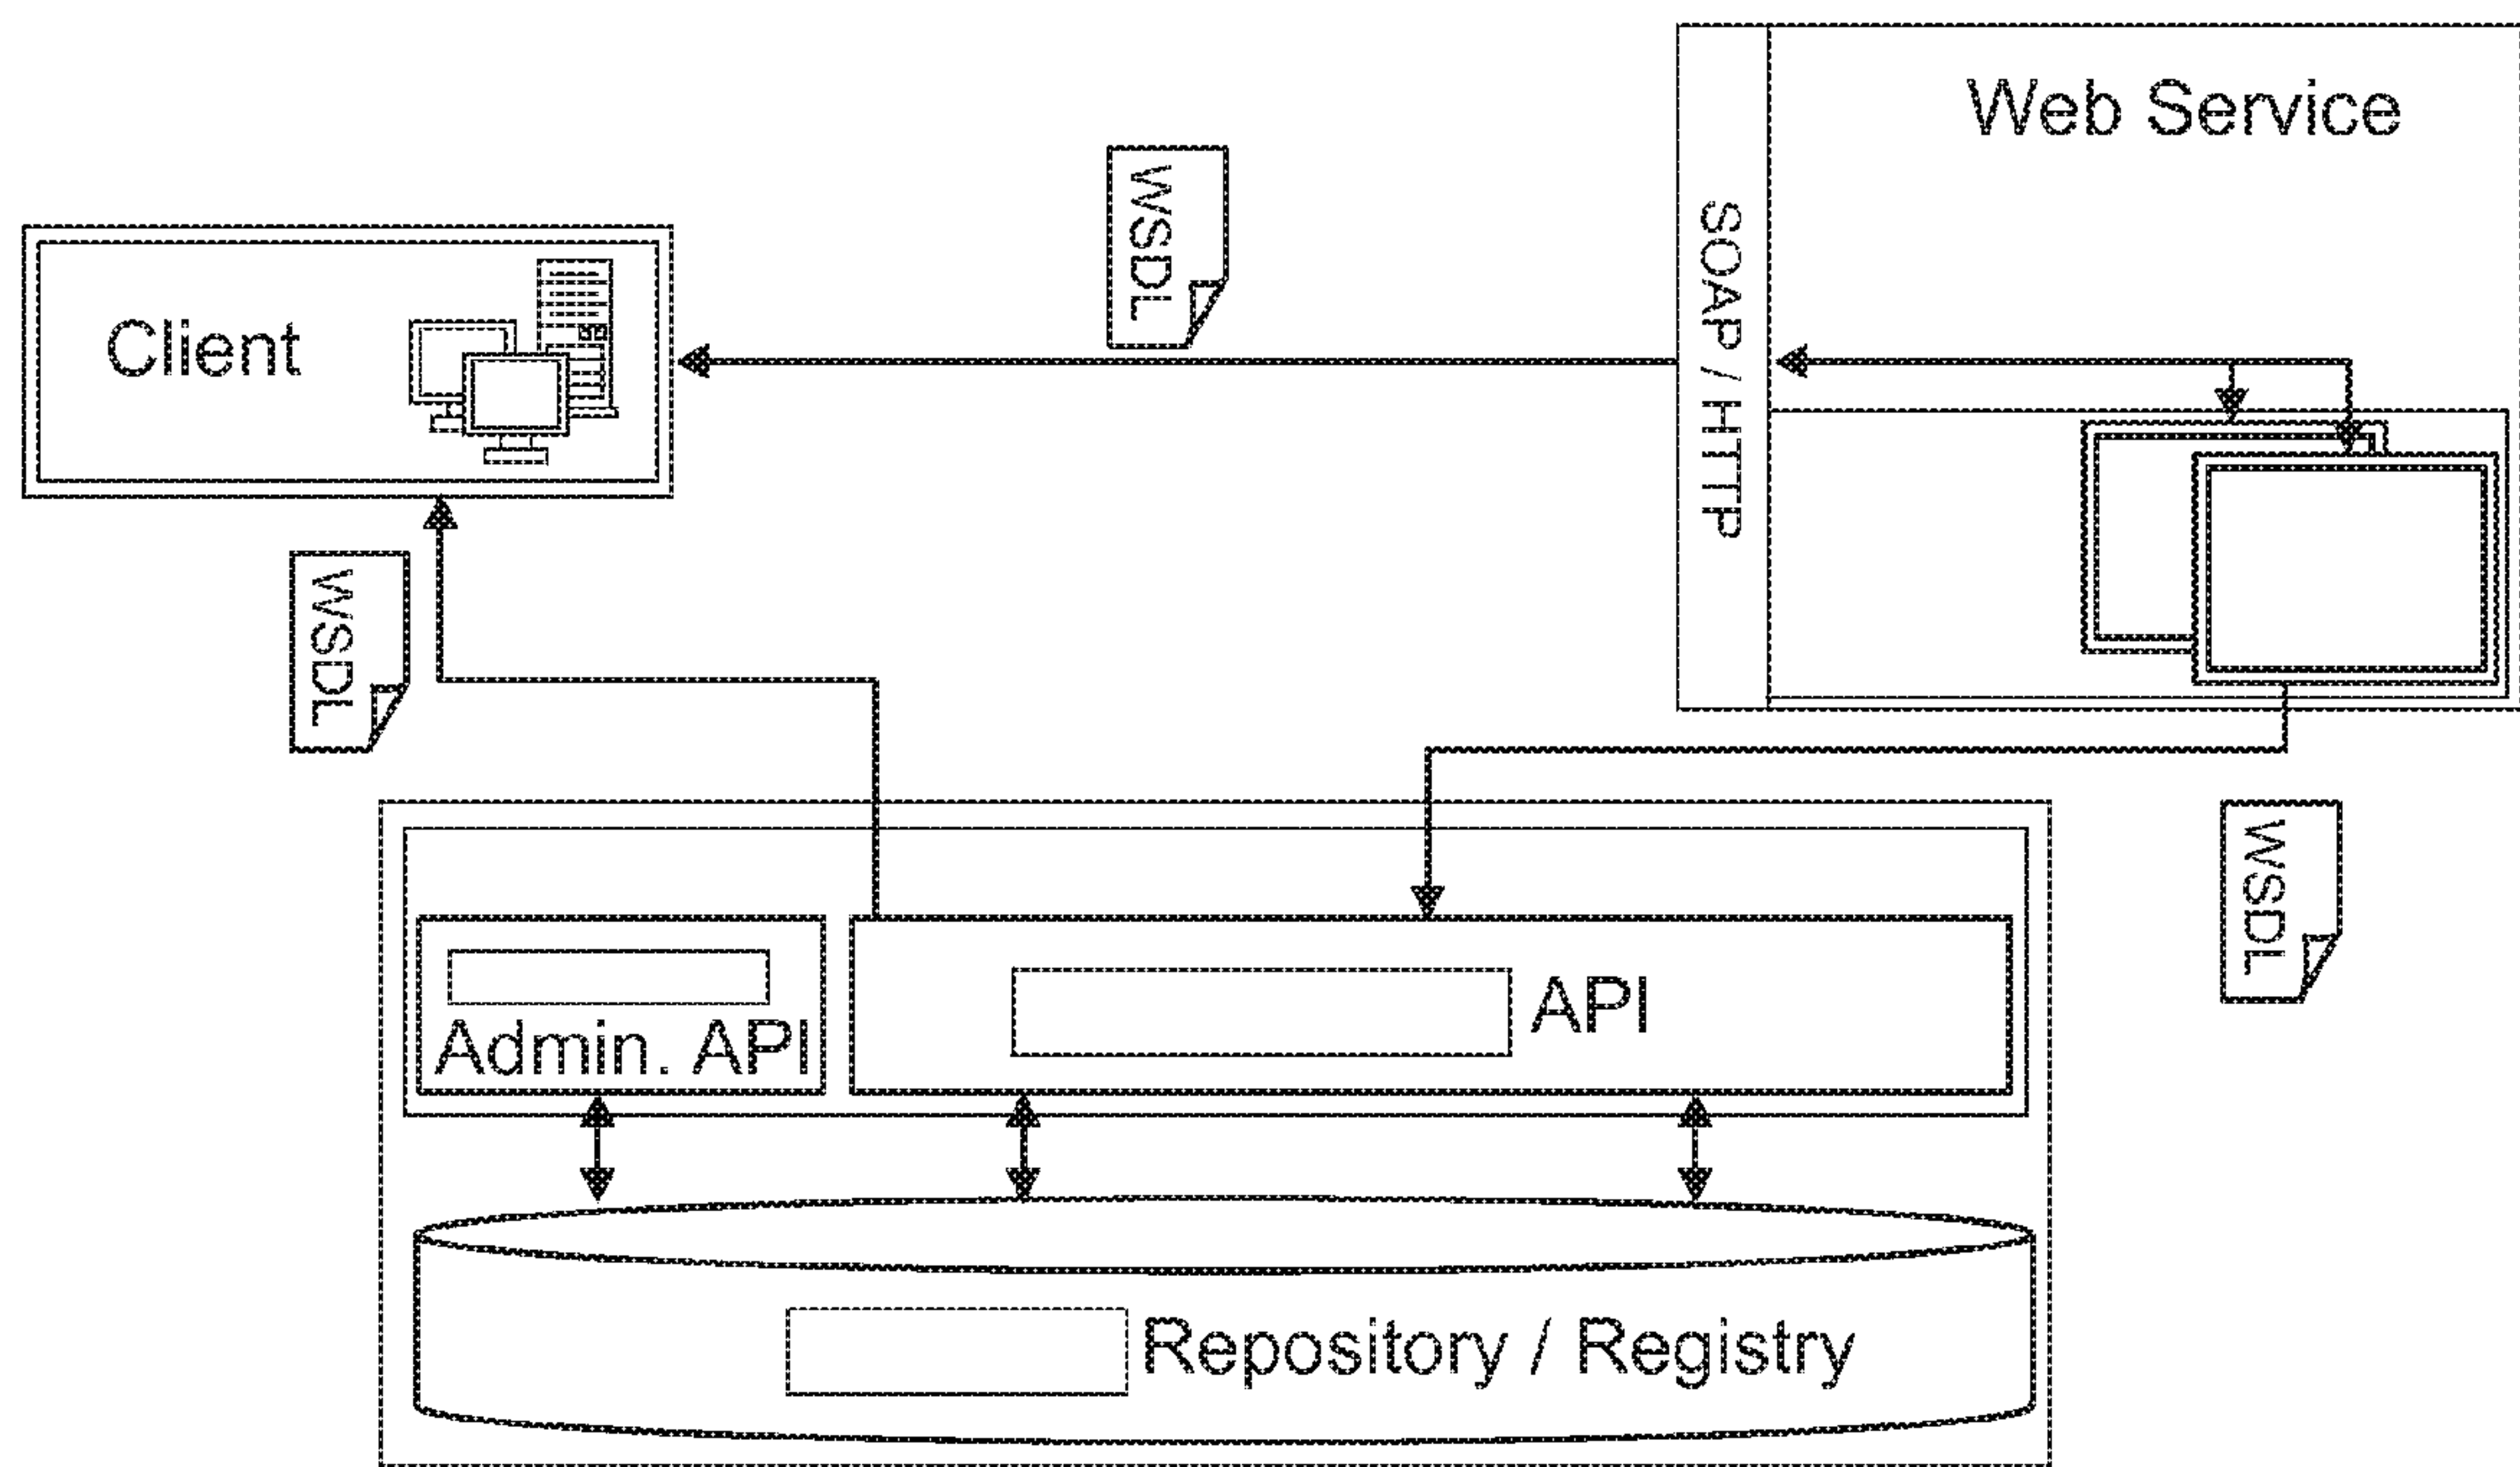 Web Service
WSDL
SOAP / HTTP
Client
WSDL
WSDL
API
Admin. API
Repository / Registry